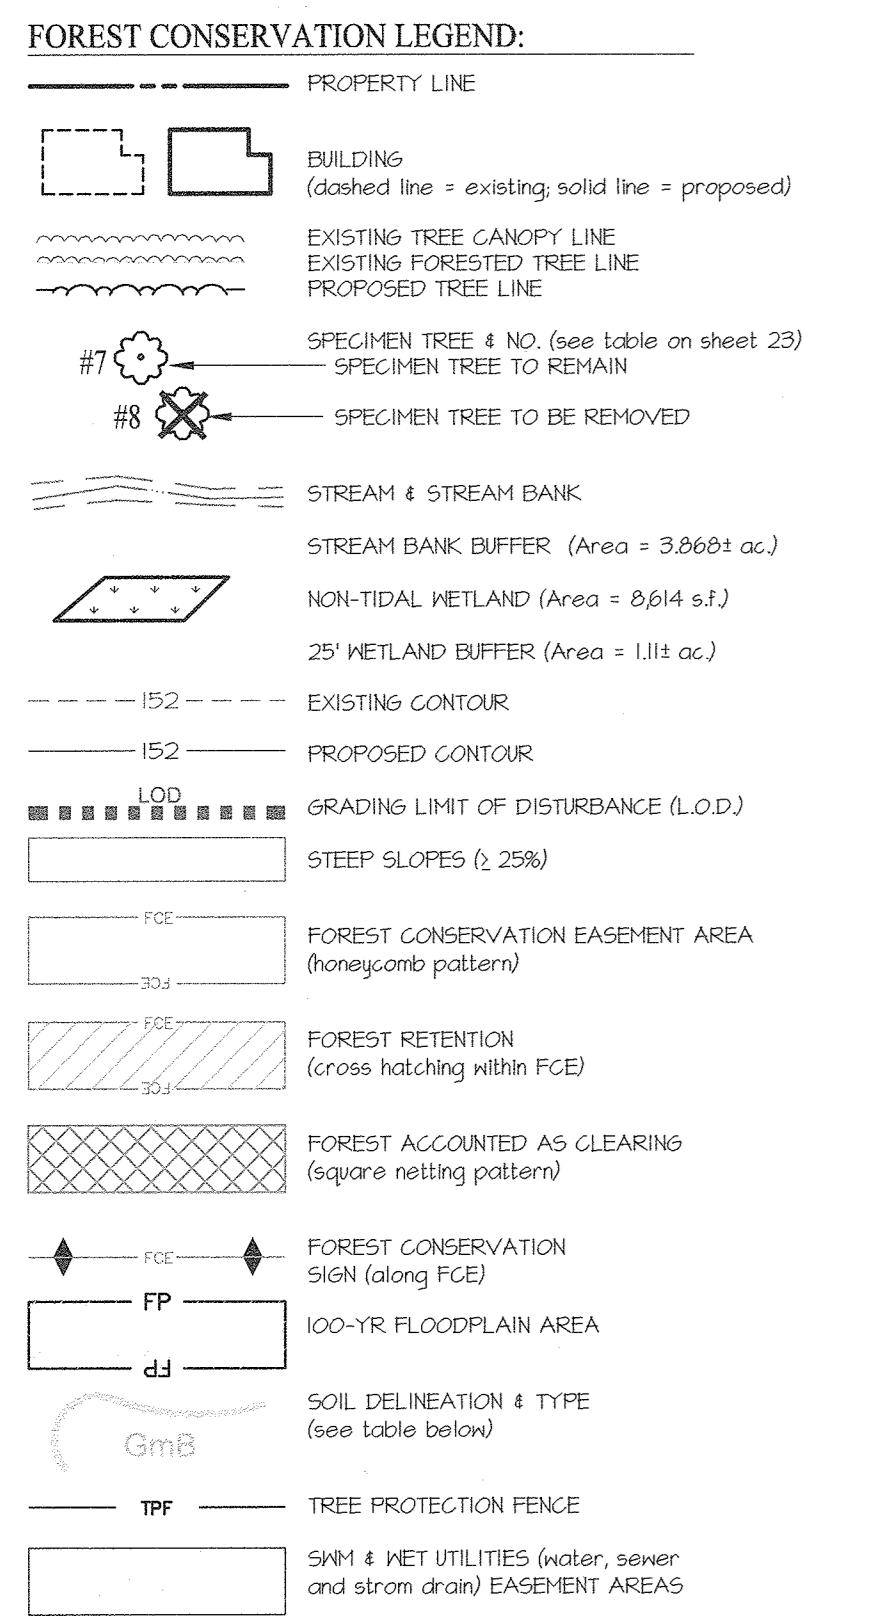 FOREST CONSERVATION LEGEND:
PROPERTY LINE
BUILDING
(dashed line = existing; solid line = proposed)
EXISTING TREE CANOPY LINE
EXISTING FORESTED TREE LINE
PROPOSED TREE LINE
SPECIMEN TREE & NO. (see table on sheet 23)
#7 SPECIMEN TREE TO REMAIN
#8 SPECIMEN TREE TO BE REMOVED
STREAM & STREAM BANK
STREAM BANK BUFFER (Area = 3.868± ac.)
NON-TIDAL WETLAND (Area = 8,614 s.f.)
25' WETLAND BUFFER (Area = 1.11± ac.)
152 EXISTING CONTOUR
152 PROPOSED CONTOUR
LOD
GRADING LIMIT OF DISTURBANCE (L.O.D.)
STEEP SLOPES (≥ 25%)
FCE
FOREST CONSERVATION EASEMENT AREA
(honeycomb pattern)
FCE
FCE
FOREST RETENTION
(cross hatching within FCE)
FCE
FOREST ACCOUNTED AS CLEARING
(square netting pattern)
FOREST CONSERVATION
FCE
SIGN (along FCE)
FP
100-YR FLOODPLAIN AREA
FP
SOIL DELINEATION & TYPE
(see table below)
GmB
TPF TREE PROTECTION FENCE
SWM & WET UTILITIES (water, sewer
and strom drain) EASEMENT AREAS